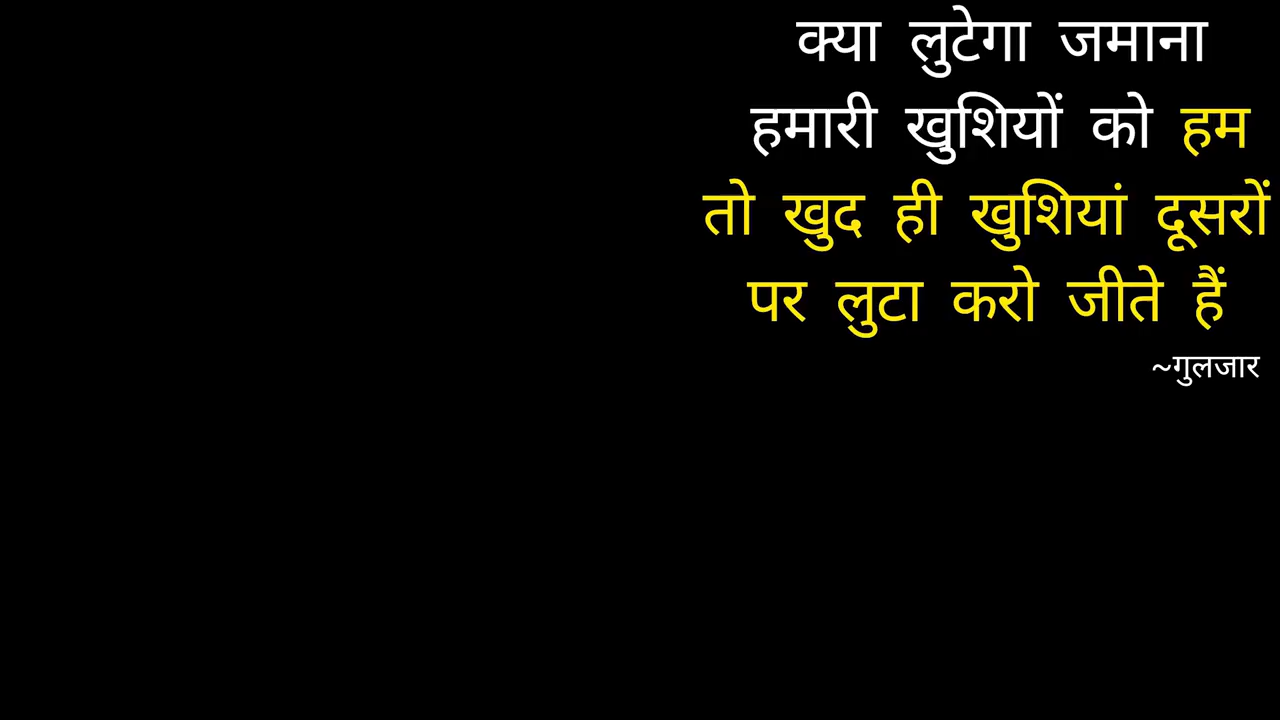 क्या लुटेगा जमाना
हमारी खुशियों को हम
तो खुद ही खुशियां दूसरों
पर लुटा करो जीते हैं
~गुलजार